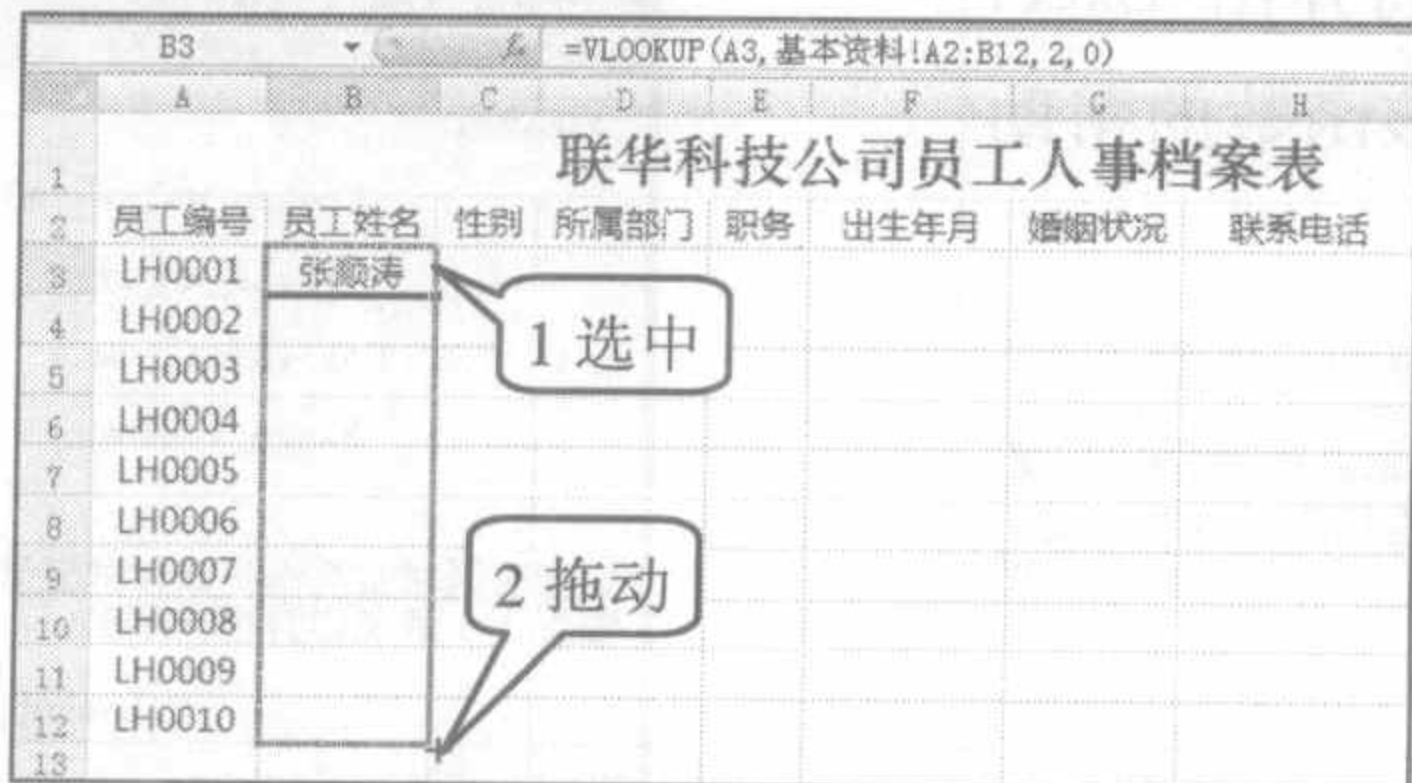 B3 =VLOOKUP(A3,基本资料!A2:B12,2,0)
A B C D E F G H
1 联华科技公司员工人事档案表
2 员工编号 员工姓名 性别 所属部门 职务 出生年月 婚姻状况 联系电话
3 LH0001 张顺涛
4 LH0002
1 选中
5 LH0003
6 LH0004
7 LH0005
8 LH0006
9 LH0007
2 拖动
10 LH0008
11 LH0009
12 LH0010
13